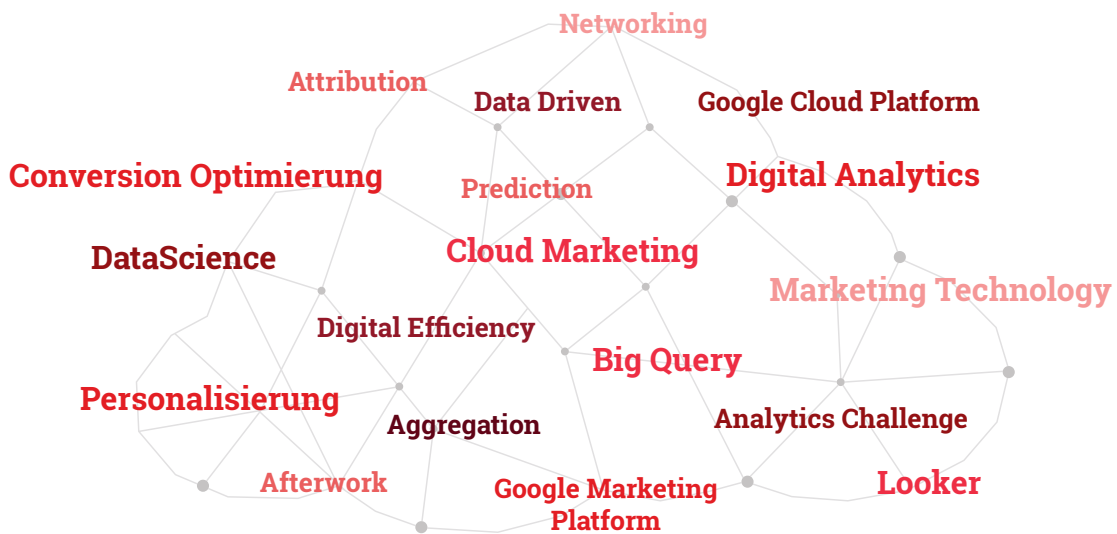 Networking
Attribution
Data Driven
Google Cloud Platform
Conversion Optimierung
Prediction
Digital Analytics
DataScience
Cloud Marketing
Marketing Technology
Digital Efficiency
Big Query
Personalisierung
Aggregation
Analytics Challenge
Afterwork
Google Marketing
Platform
Looker